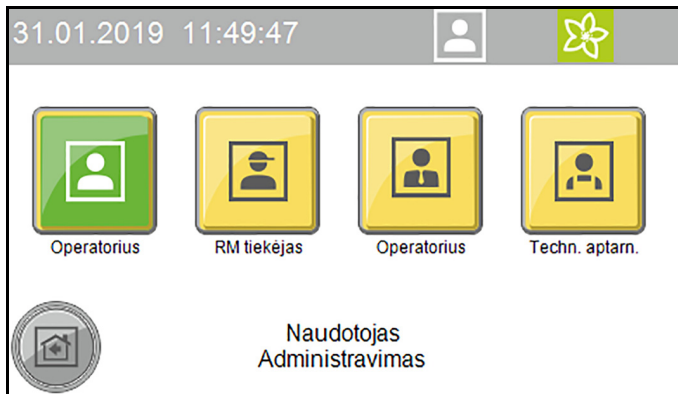 31.01.2019 11:49:47
Operatorius
RM tiekėjas
Operatorius
Techn. aptarn.
Naudotojas
Administravimas